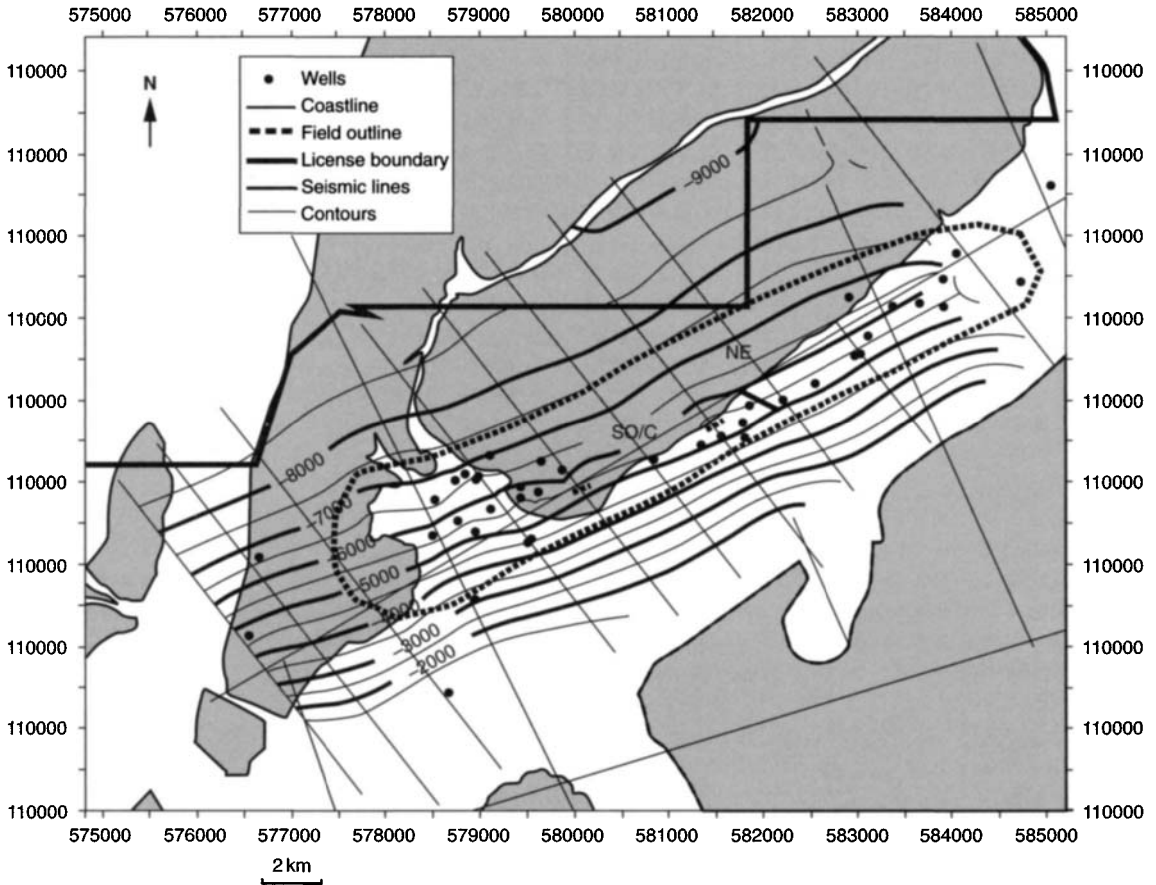 575000 576000 577000 578000 579000 580000 581000 582000 583000 584000 585000
110000 110000
N
Wells
Coastline
Field outline
License boundary
Seismic lines
Contours
110000 110000
–9000
110000 110000
110000 110000
NE
110000 110000
SO/C
–8000
110000 110000
–7000
–6000
110000 110000
–5000
–3000
110000 110000
–2000
110000 110000
110000 110000
575000 576000 577000 578000 579000 580000 581000 582000 583000 584000 585000
2 km